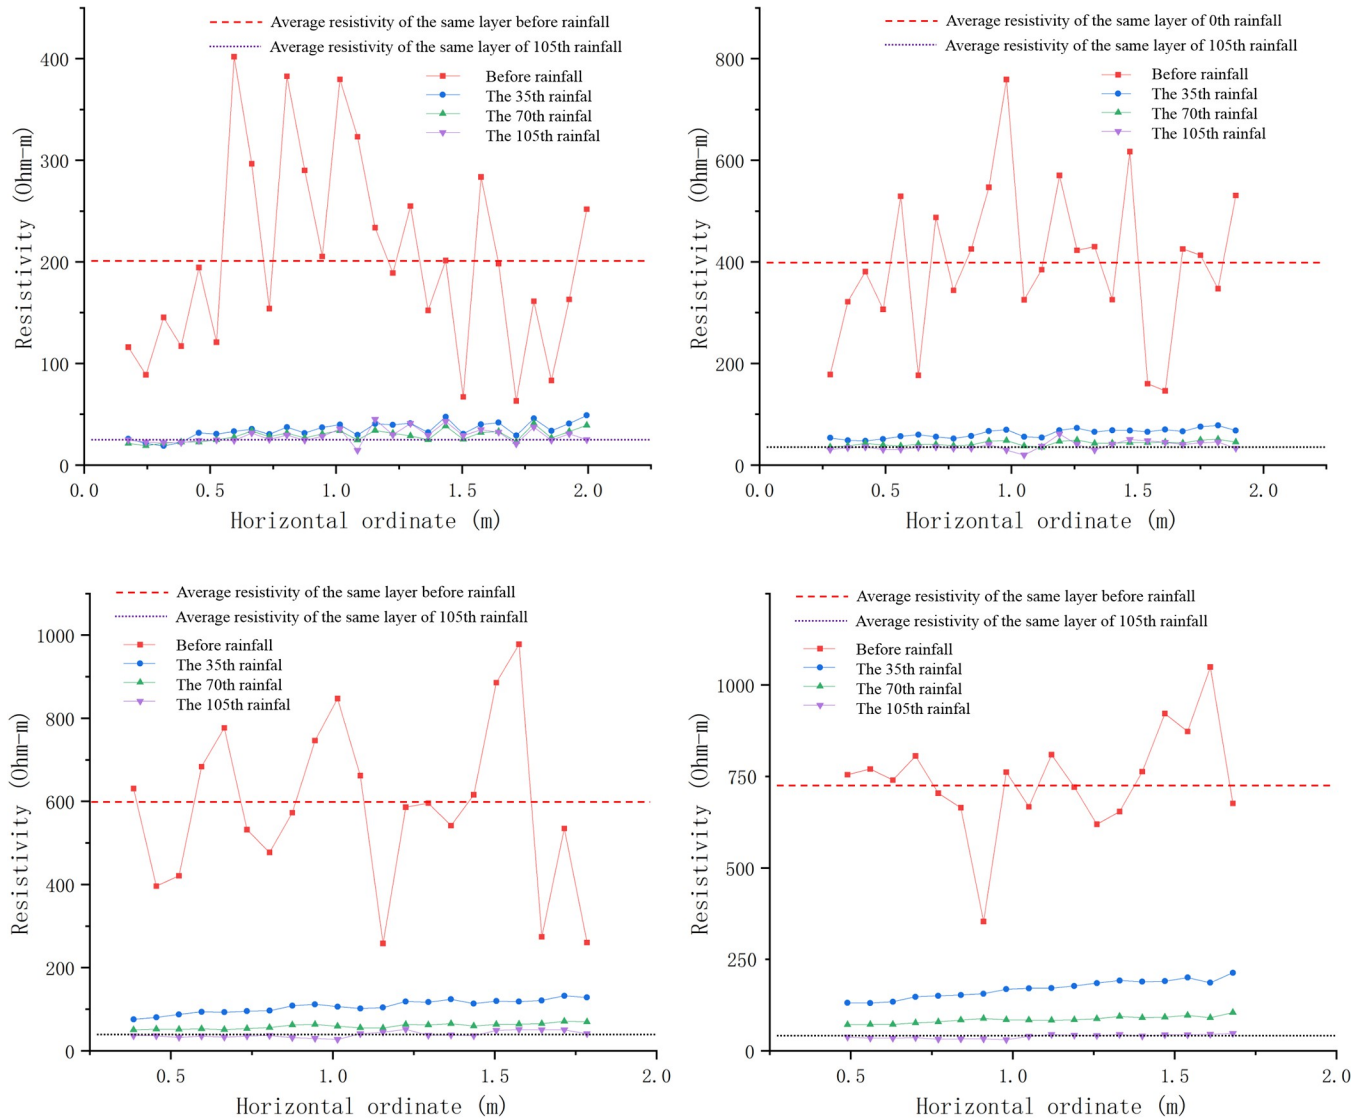 Average resistivity of the same layer before rainfall
Average resistivity of the same layer of 105th rainfall
Before rainfall
The 35th rainfal
The 70th rainfal
The 105th rainfal
400
300
200
100
0
0.0 0.5 1.0 1.5 2.0
Resistivity (Ohm-m)
Horizontal ordinate (m)
Average resistivity of the same layer of 0th rainfall
Average resistivity of the same layer of 105th rainfall
Before rainfall
The 35th rainfal
The 70th rainfal
The 105th rainfal
800
600
400
200
0
0.0 0.5 1.0 1.5 2.0
Resistivity (Ohm-m)
Horizontal ordinate (m)
Average resistivity of the same layer before rainfall
Average resistivity of the same layer of 105th rainfall
Before rainfall
The 35th rainfal
The 70th rainfal
The 105th rainfal
1000
800
600
400
200
0
0.5 1.0 1.5 2.0
Resistivity (Ohm-m)
Horizontal ordinate (m)
Average resistivity of the same layer before rainfall
Average resistivity of the same layer of 105th rainfall
Before rainfall
The 35th rainfal
The 70th rainfal
The 105th rainfal
1000
750
500
250
0
0.5 1.0 1.5 2.0
Resistivity (Ohm-m)
Horizontal ordinate (m)